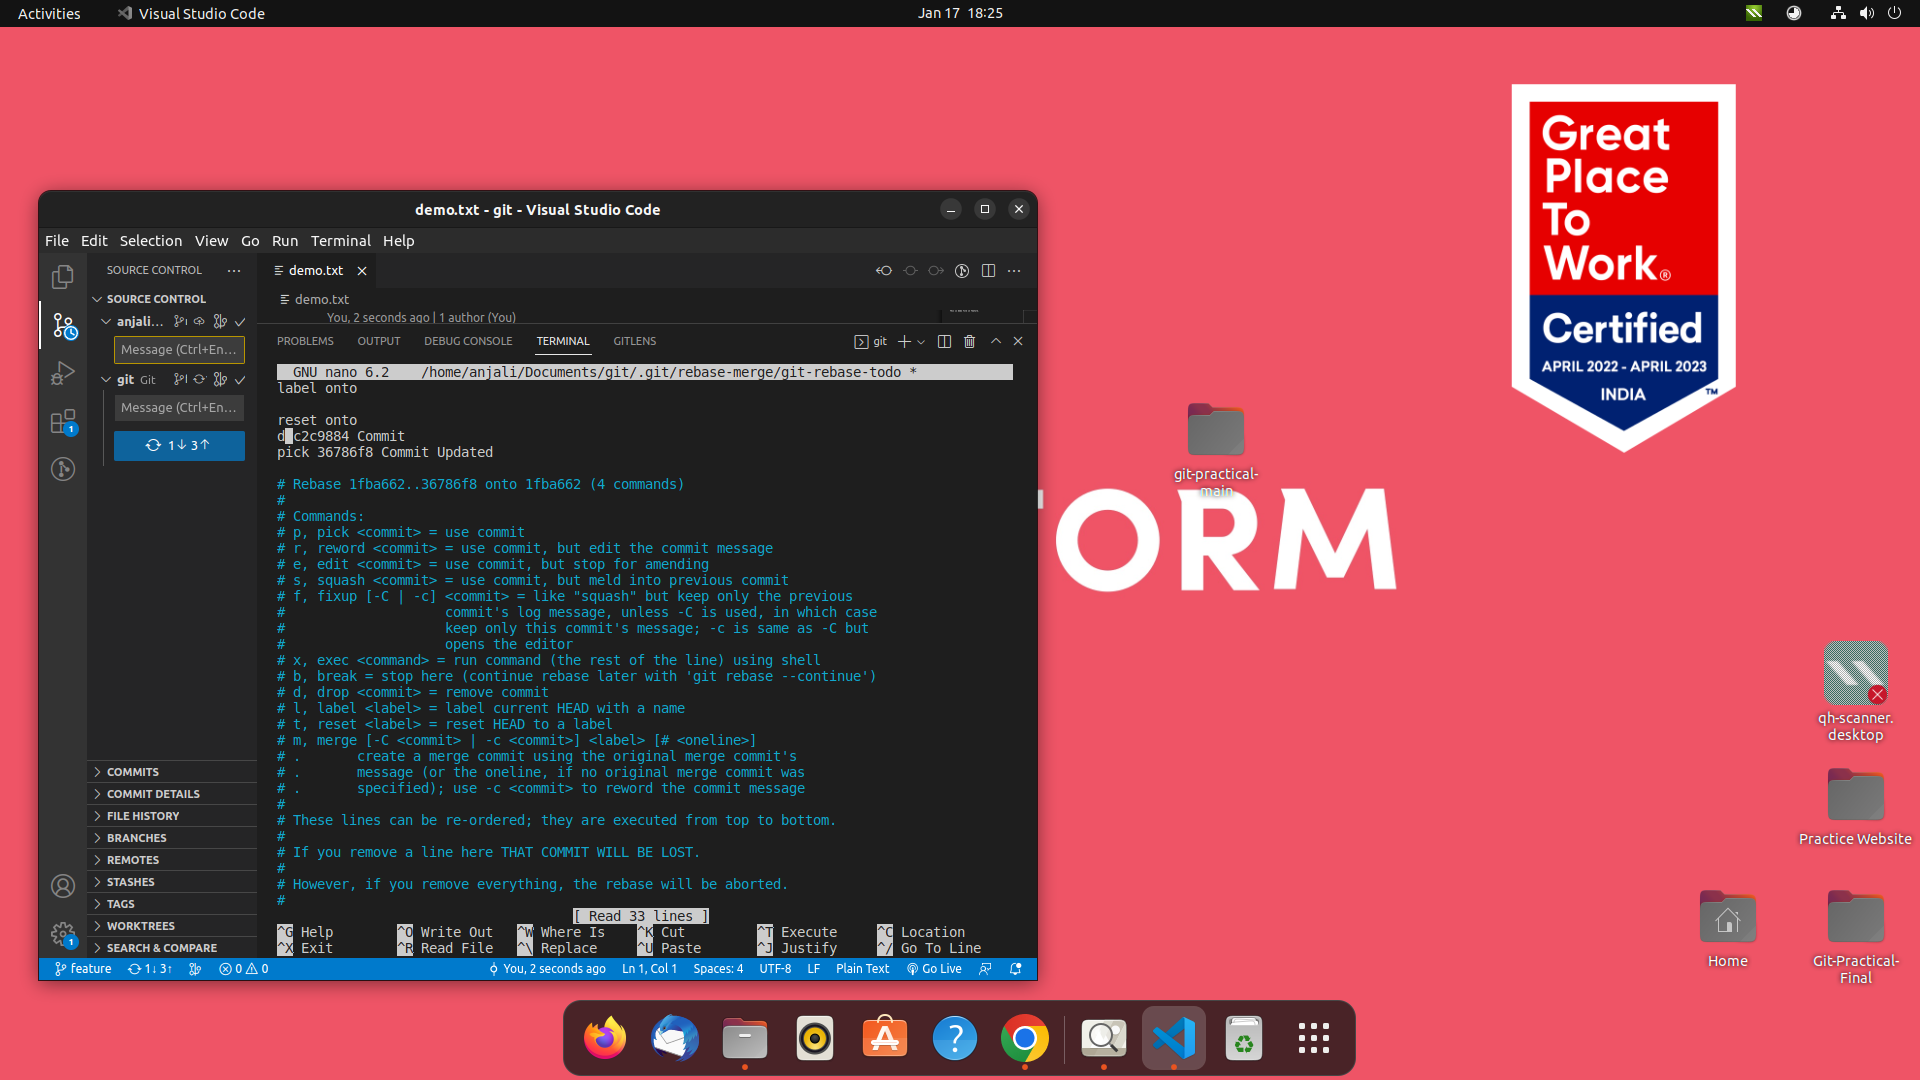 Activities
Visual Studio Code
Jan 17 18:25
Great
Place
To
Work®
Certified
APRIL 2022 - APRIL 2023
INDIA
TM
demo.txt - git - Visual Studio Code
File Edit Selection View Go Run Terminal Help
SOURCE CONTROL
demo.txt
SOURCE CONTROL
demo.txt
anjali...
You, 2 seconds ago | 1 author (You)
Message (Ctrl+En...
PROBLEMS OUTPUT DEBUG CONSOLE TERMINAL GITLENS
git
git Git
Message (Ctrl+En...
1↓ 3↑
GNU nano 6.2 /home/anjali/Documents/git/.git/rebase-merge/git-rebase-todo *
label onto
reset onto
d c2c9884 Commit
pick 36786f8 Commit Updated
# Rebase 1fba662..36786f8 onto 1fba662 (4 commands)
#
# Commands:
# p, pick <commit> = use commit
# r, reword <commit> = use commit, but edit the commit message
# e, edit <commit> = use commit, but stop for amending
# s, squash <commit> = use commit, but meld into previous commit
# f, fixup [-C | -c] <commit> = like "squash" but keep only the previous
# commit's log message, unless -C is used, in which case
# keep only this commit's message; -c is same as -C but
# opens the editor
# x, exec <command> = run command (the rest of the line) using shell
# b, break = stop here (continue rebase later with 'git rebase --continue')
# d, drop <commit> = remove commit
# l, label <label> = label current HEAD with a name
# t, reset <label> = reset HEAD to a label
# m, merge [-C <commit> | -c <commit>] <label> [# <oneline>]
# . create a merge commit using the original merge commit's
# . message (or the oneline, if no original merge commit was
# . specified); use -c <commit> to reword the commit message
#
# These lines can be re-ordered; they are executed from top to bottom.
#
# If you remove a line here THAT COMMIT WILL BE LOST.
#
# However, if you remove everything, the rebase will be aborted.
#
[ Read 33 lines ]
^G Help ^O Write Out ^W Where Is ^K Cut ^T Execute ^C Location
^X Exit ^R Read File ^\ Replace ^U Paste ^J Justify ^/ Go To Line
COMMITS
COMMIT DETAILS
FILE HISTORY
BRANCHES
REMOTES
STASHES
TAGS
WORKTREES
SEARCH & COMPARE
1
1
feature 1↓ 3↑ 0 0 You, 2 seconds ago Ln 1, Col 1 Spaces: 4 UTF-8 LF Plain Text Go Live
git-practical-
main
ORM
qh-scanner.
desktop
Practice Website
Home
Git-Practical-
Final